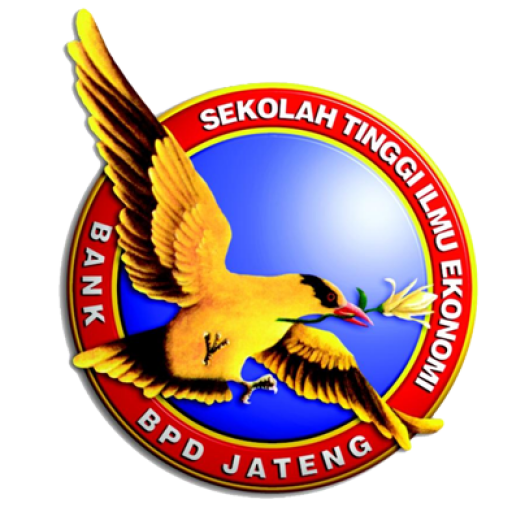 SEKOLAH TINGGI ILMU EKONOMI
BANK BPD JATENG